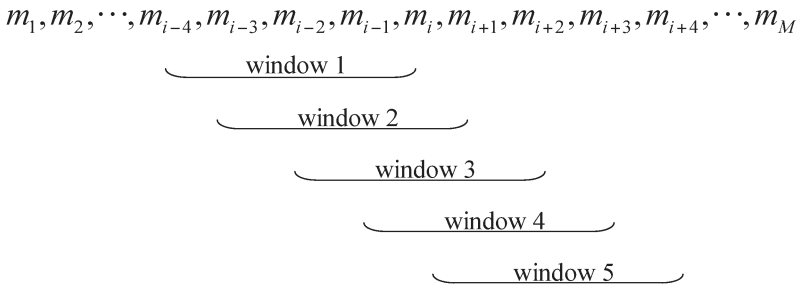 m₁, m₂, ⋯, mᵢ₋₄, mᵢ₋₃, mᵢ₋₂, mᵢ₋₁, mᵢ, mᵢ₊₁, mᵢ₊₂, mᵢ₊₃, mᵢ₊₄, ⋯, m_M
window 1
window 2
window 3
window 4
window 5